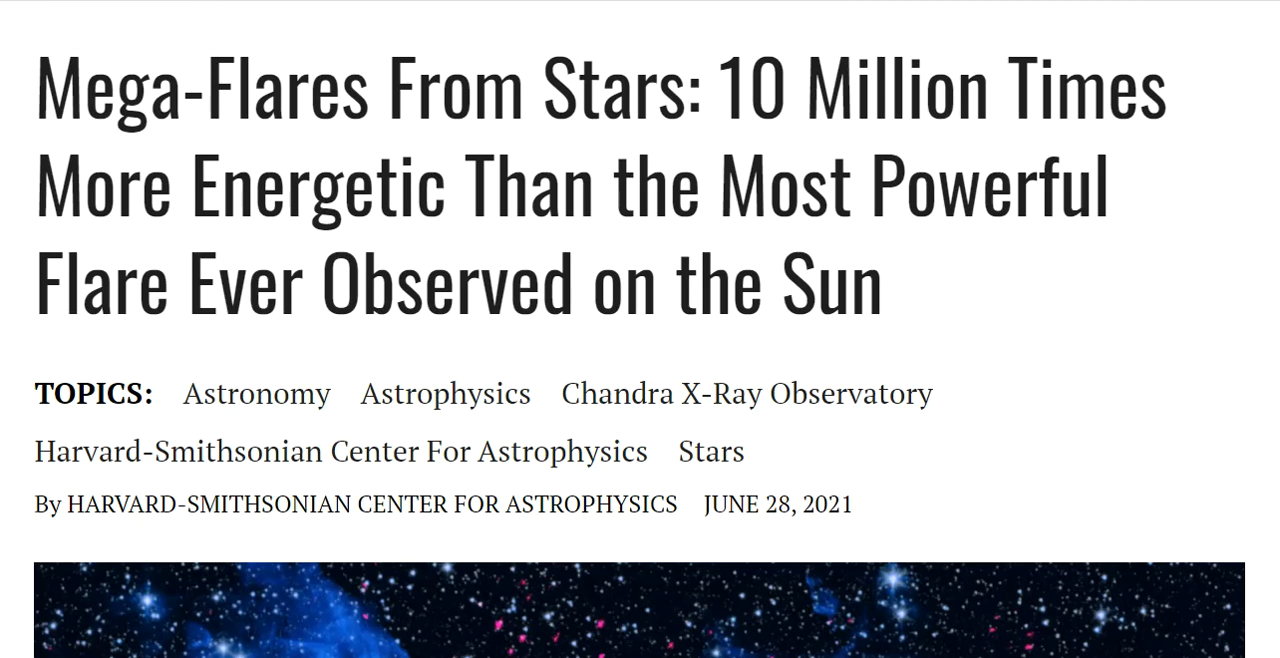 Mega-Flares From Stars: 10 Million Times
More Energetic Than the Most Powerful
Flare Ever Observed on the Sun
TOPICS: Astronomy Astrophysics Chandra X-Ray Observatory
Harvard-Smithsonian Center For Astrophysics Stars
By HARVARD-SMITHSONIAN CENTER FOR ASTROPHYSICS JUNE 28, 2021